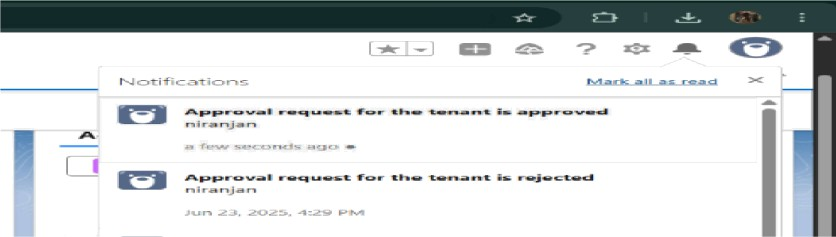 Notifications
Mark all as read
Approval request for the tenant is approved
niranjan
a few seconds ago
Approval request for the tenant is rejected
niranjan
Jun 23, 2025, 4:29 PM